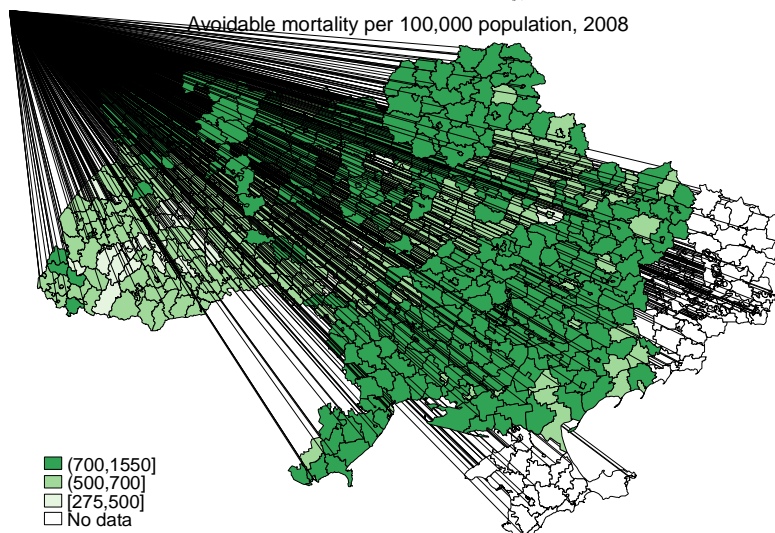 Avoidable mortality per 100,000 population, 2008
(700,1550]
(500,700]
[275,500]
No data